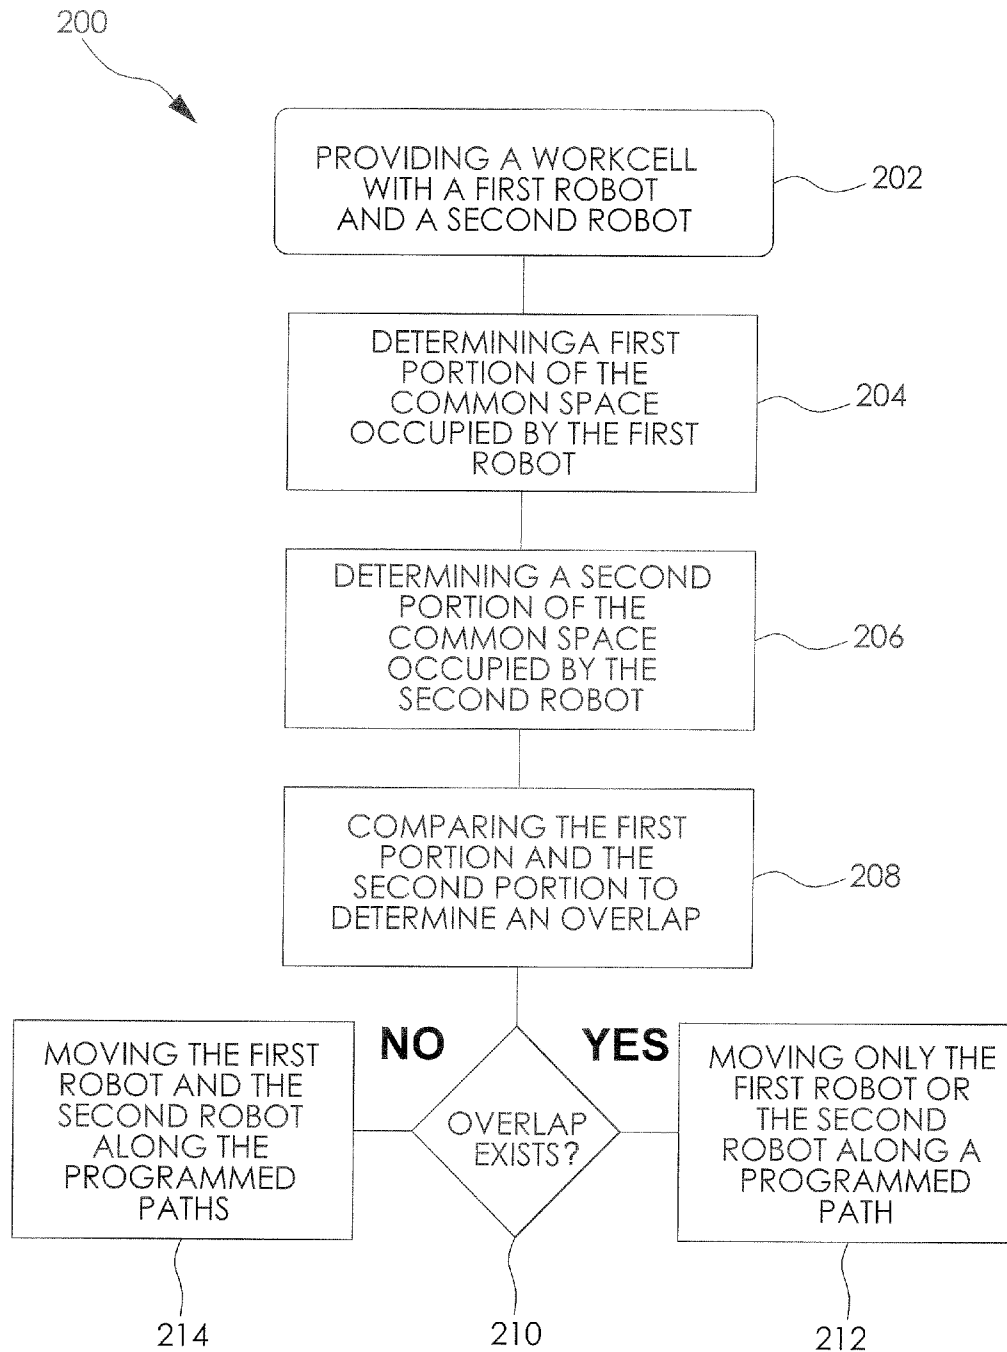 200
PROVIDING A WORKCELL
WITH A FIRST ROBOT
AND A SECOND ROBOT
202
DETERMININGA FIRST
PORTION OF THE
COMMON SPACE
OCCUPIED BY THE FIRST
ROBOT
204
DETERMINING A SECOND
PORTION OF THE
COMMON SPACE
OCCUPIED BY THE
SECOND ROBOT
206
COMPARING THE FIRST
PORTION AND THE
SECOND PORTION TO
DETERMINE AN OVERLAP
208
NO
YES
MOVING THE FIRST
ROBOT AND THE
SECOND ROBOT
ALONG THE
PROGRAMMED
PATHS
OVERLAP
EXISTS?
MOVING ONLY THE
FIRST ROBOT OR
THE SECOND
ROBOT ALONG A
PROGRAMMED
PATH
214
210
212